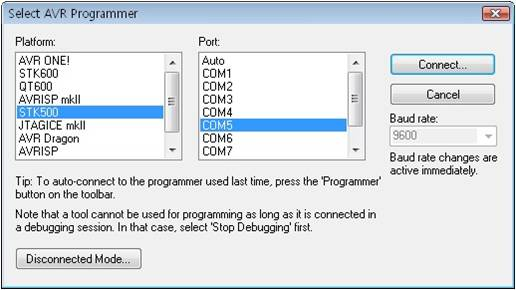 Select AVR Programmer
Platform:
AVR ONE!
STK600
QT600
AVRISP mkII
STK500
JTAGICE mkII
AVR Dragon
AVRISP
Port:
Auto
COM1
COM2
COM3
COM4
COM5
COM6
COM7
Connect...
Cancel
Baud rate:
9600
Baud rate changes are
active immediately.
Tip: To auto-connect to the programmer used last time, press the 'Programmer'
button on the toolbar.
Note that a tool cannot be used for programming as long as it is connected in
a debugging session. In that case, select 'Stop Debugging' first.
Disconnected Mode...